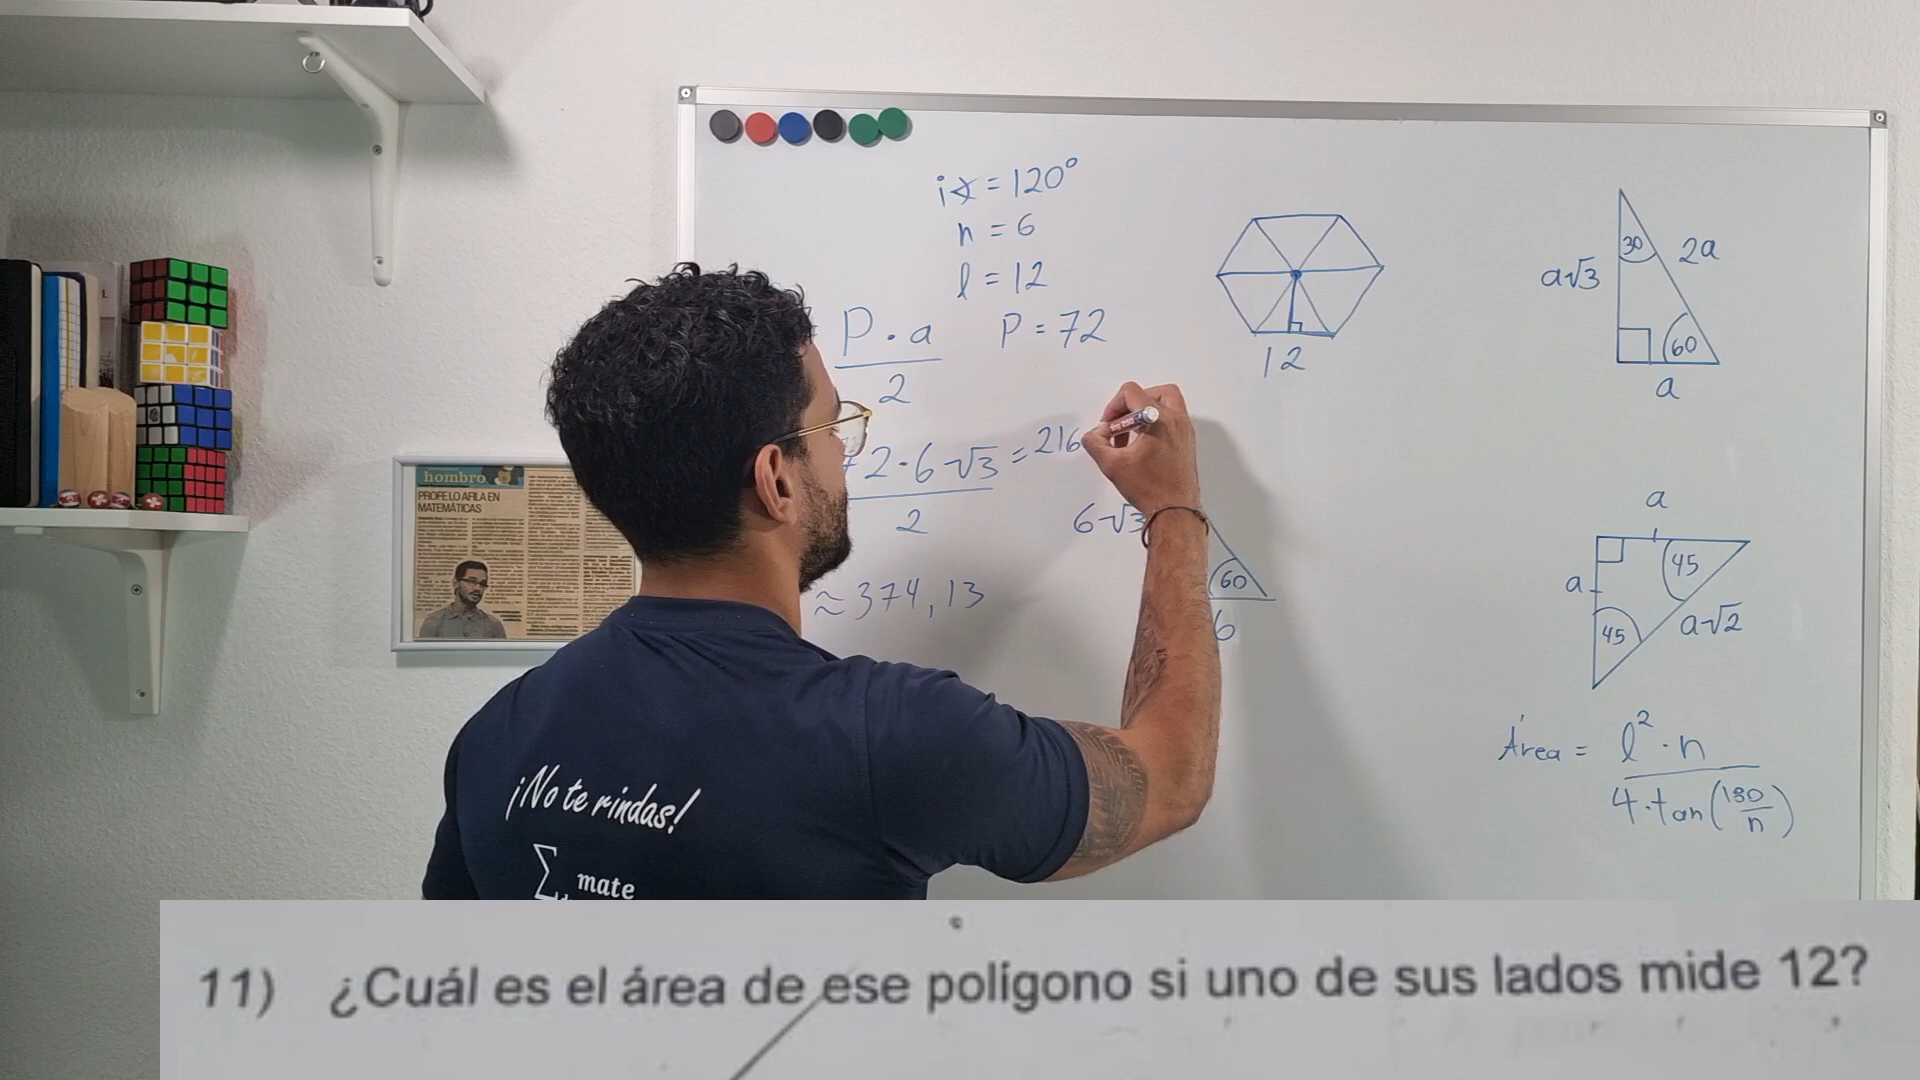 i∢ = 120°
n = 6
l = 12
P = 72
P · a
2
72 · 6√3 = 216
2
≈ 374,13
12
6√3
60
6
30
2a
a√3
60
a
a
45
a
45
a√2
Área = l² · n
4 · tan(180/n)
hombro
PROFE LO AFILA EN
MATEMÁTICAS
¡No te rindas!
mate
11) ¿Cuál es el área de ese polígono si uno de sus lados mide 12?